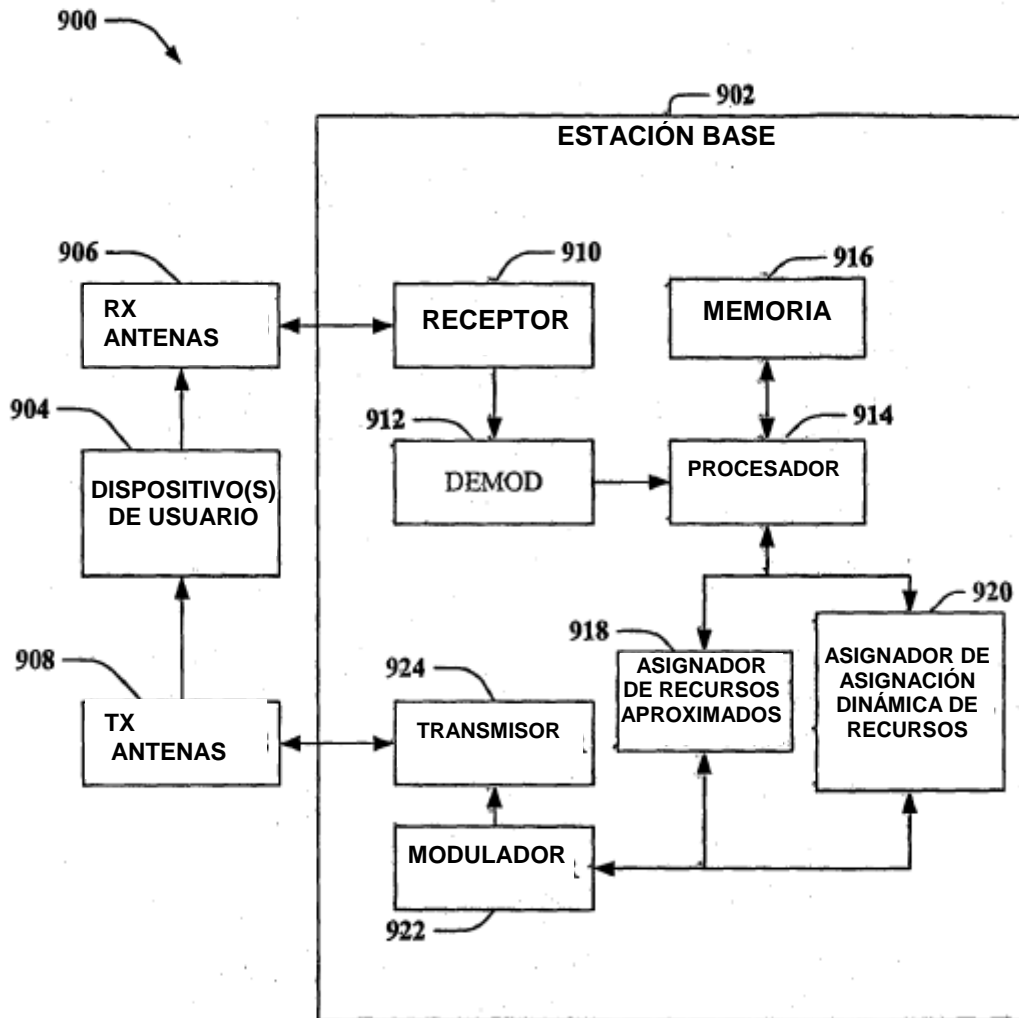 900
902
ESTACIÓN BASE
906
910
916
RX
ANTENAS
RECEPTOR
MEMORIA
904
912
914
DISPOSITIVO(S)
DE USUARIO
DEMOD
PROCESADOR
908
924
918
920
TX
ANTENAS
TRANSMISOR
ASIGNADOR
DE RECURSOS
APROXIMADOS
ASIGNADOR DE
ASIGNACIÓN
DINÁMICA DE
RECURSOS
MODULADOR
922